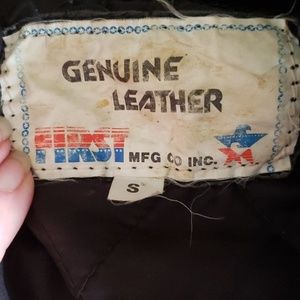 GENUINE
LEATHER
FIRST MFG CO INC.
S